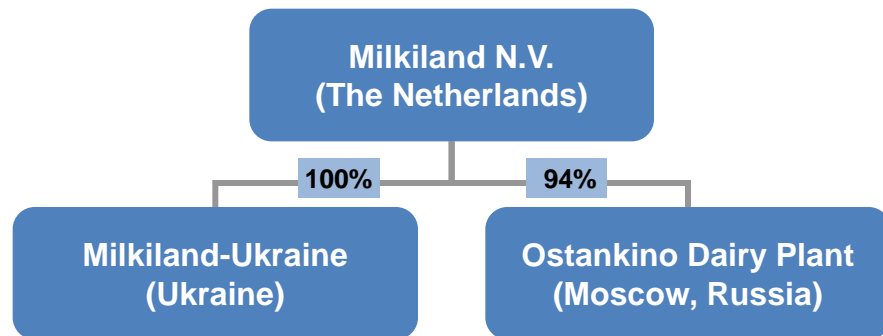 Milkiland N.V.
(The Netherlands)
100%
94%
Milkiland-Ukraine
(Ukraine)
Ostankino Dairy Plant
(Moscow, Russia)